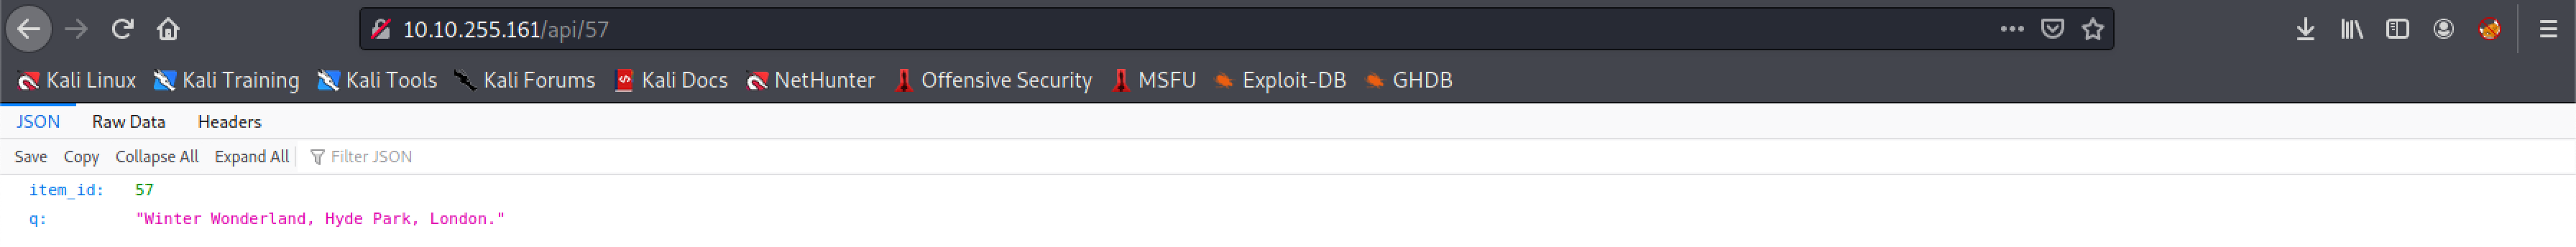 10.10.255.161/api/57
Kali Linux Kali Training Kali Tools Kali Forums Kali Docs NetHunter Offensive Security MSFU Exploit-DB GHDB
JSON Raw Data Headers
Save Copy Collapse All Expand All Filter JSON
item_id: 57
q: "Winter Wonderland, Hyde Park, London."